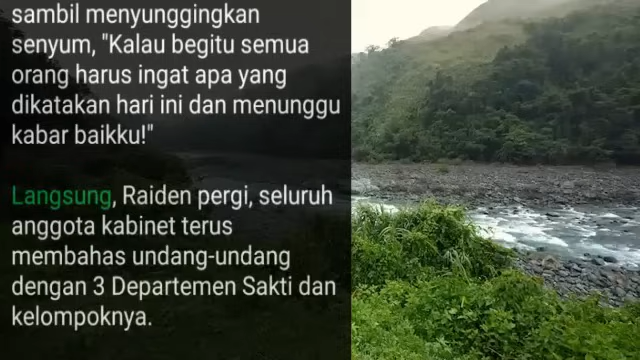 sambil menyunggingkan
senyum, "Kalau begitu semua
orang harus ingat apa yang
dikatakan hari ini dan menunggu
kabar baikku!"
Langsung, Raiden pergi, seluruh
anggota kabinet terus
membahas undang-undang
dengan 3 Departemen Sakti dan
kelompoknya.